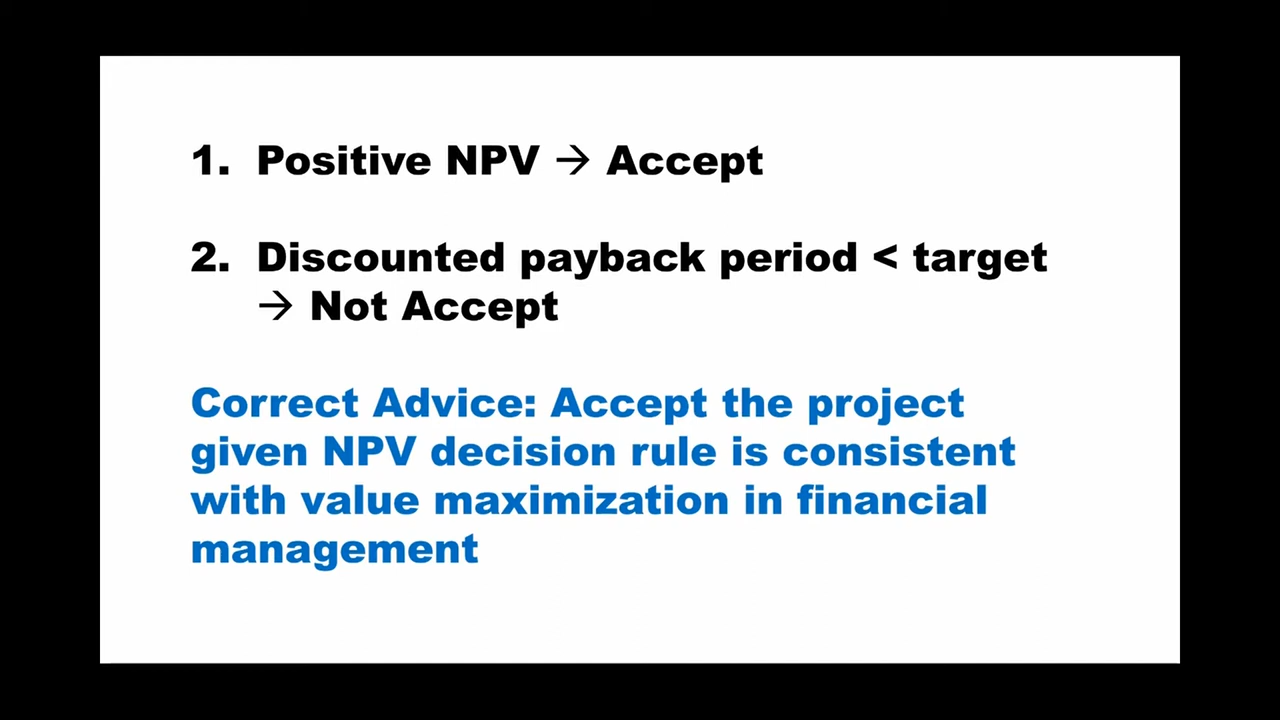 1. Positive NPV → Accept
2. Discounted payback period < target
→ Not Accept
Correct Advice: Accept the project
given NPV decision rule is consistent
with value maximization in financial
management